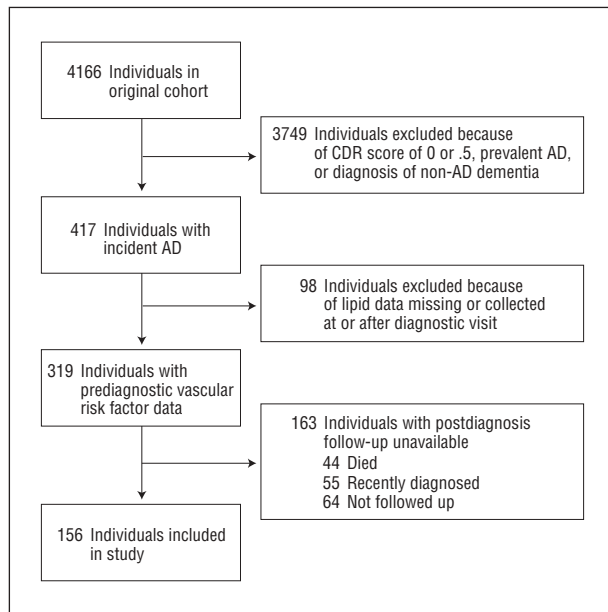 4166 Individuals in
original cohort
3749 Individuals excluded because
of CDR score of 0 or .5, prevalent AD,
or diagnosis of non-AD dementia
417 Individuals with
incident AD
98 Individuals excluded because
of lipid data missing or collected
at or after diagnostic visit
319 Individuals with
prediagnostic vascular
risk factor data
163 Individuals with postdiagnosis
follow-up unavailable
44 Died
55 Recently diagnosed
64 Not followed up
156 Individuals included
in study